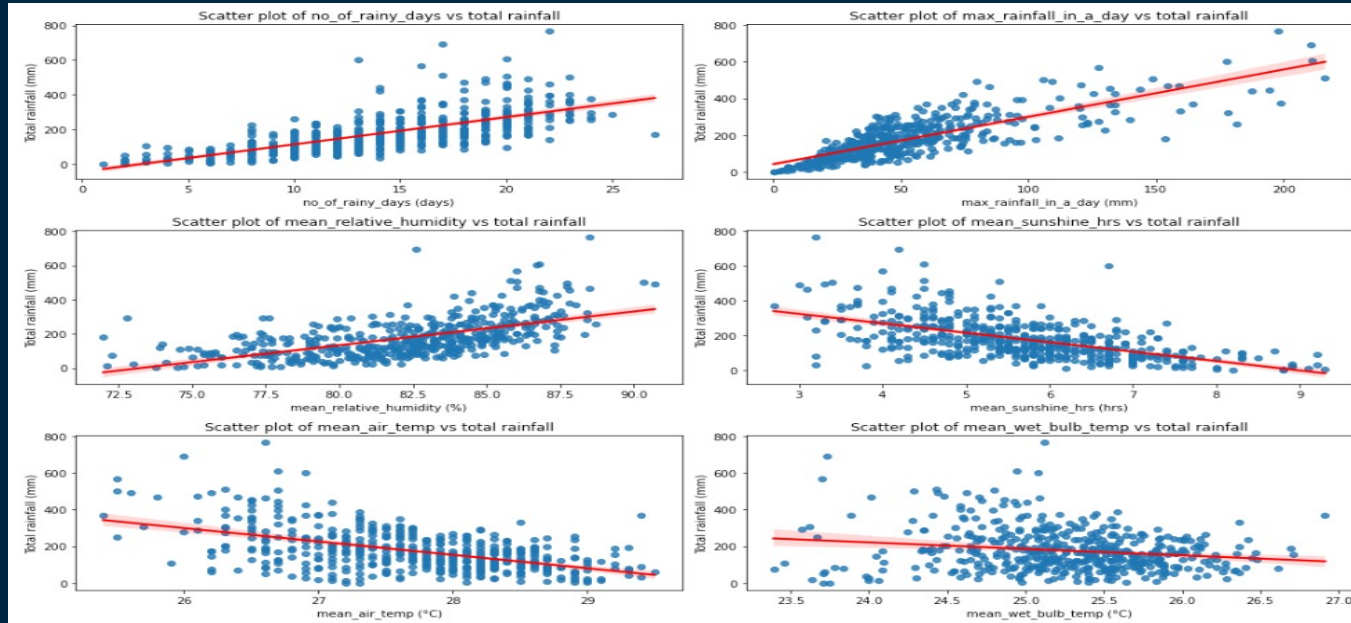 Scatter plot of no_of_rainy_days vs total rainfall
800
600
400
200
0
Total rainfall (mm)
0 5 10 15 20 25
no_of_rainy_days (days)
Scatter plot of max_rainfall_in_a_day vs total rainfall
800
600
400
200
0
Total rainfall (mm)
0 50 100 150 200
max_rainfall_in_a_day (mm)
Scatter plot of mean_relative_humidity vs total rainfall
800
600
400
200
0
Total rainfall (mm)
72.5 75.0 77.5 80.0 82.5 85.0 87.5 90.0
mean_relative_humidity (%)
Scatter plot of mean_sunshine_hrs vs total rainfall
800
600
400
200
0
Total rainfall (mm)
3 4 5 6 7 8 9
mean_sunshine_hrs (hrs)
Scatter plot of mean_air_temp vs total rainfall
800
600
400
200
0
Total rainfall (mm)
26 27 28 29
mean_air_temp (°C)
Scatter plot of mean_wet_bulb_temp vs total rainfall
800
600
400
200
0
Total rainfall (mm)
23.5 24.0 24.5 25.0 25.5 26.0 26.5 27.0
mean_wet_bulb_temp (°C)